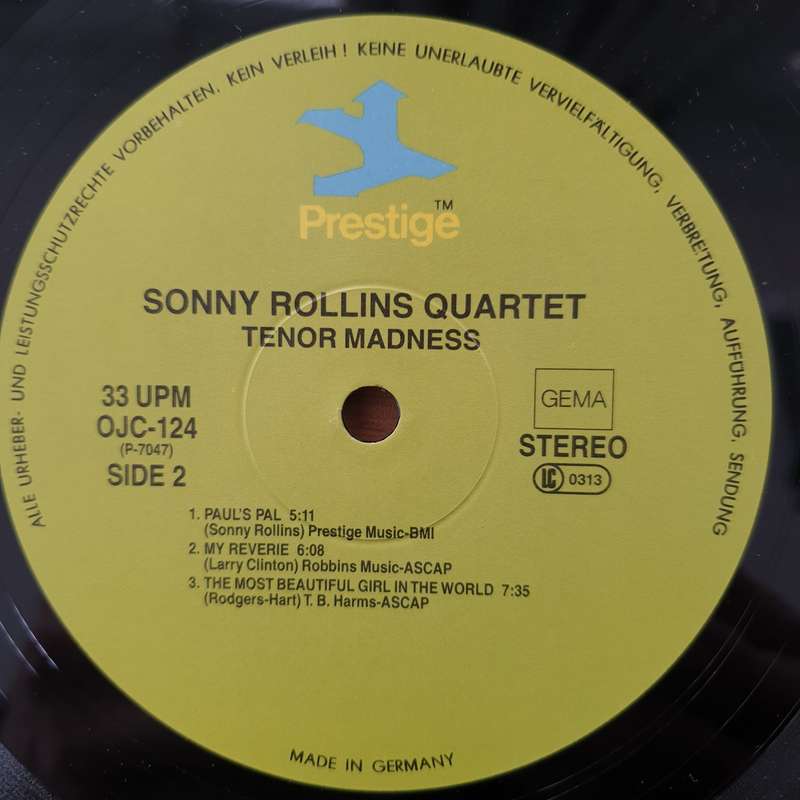 ALLE URHEBER- UND LEISTUNGSSCHUTZRECHTE VORBEHALTEN. KEIN VERLEIH! KEINE UNERLAUBTE VERVIELFÄLTIGUNG, VERBREITUNG, AUFFÜHRUNG, SENDUNG
Prestige™
SONNY ROLLINS QUARTET
TENOR MADNESS
33 UPM
OJC-124
(P-7047)
SIDE 2
GEMA
STEREO
LC 0313
1. PAUL'S PAL 5:11
(Sonny Rollins) Prestige Music-BMI
2. MY REVERIE 6:08
(Larry Clinton) Robbins Music-ASCAP
3. THE MOST BEAUTIFUL GIRL IN THE WORLD 7:35
(Rodgers-Hart) T. B. Harms-ASCAP
MADE IN GERMANY